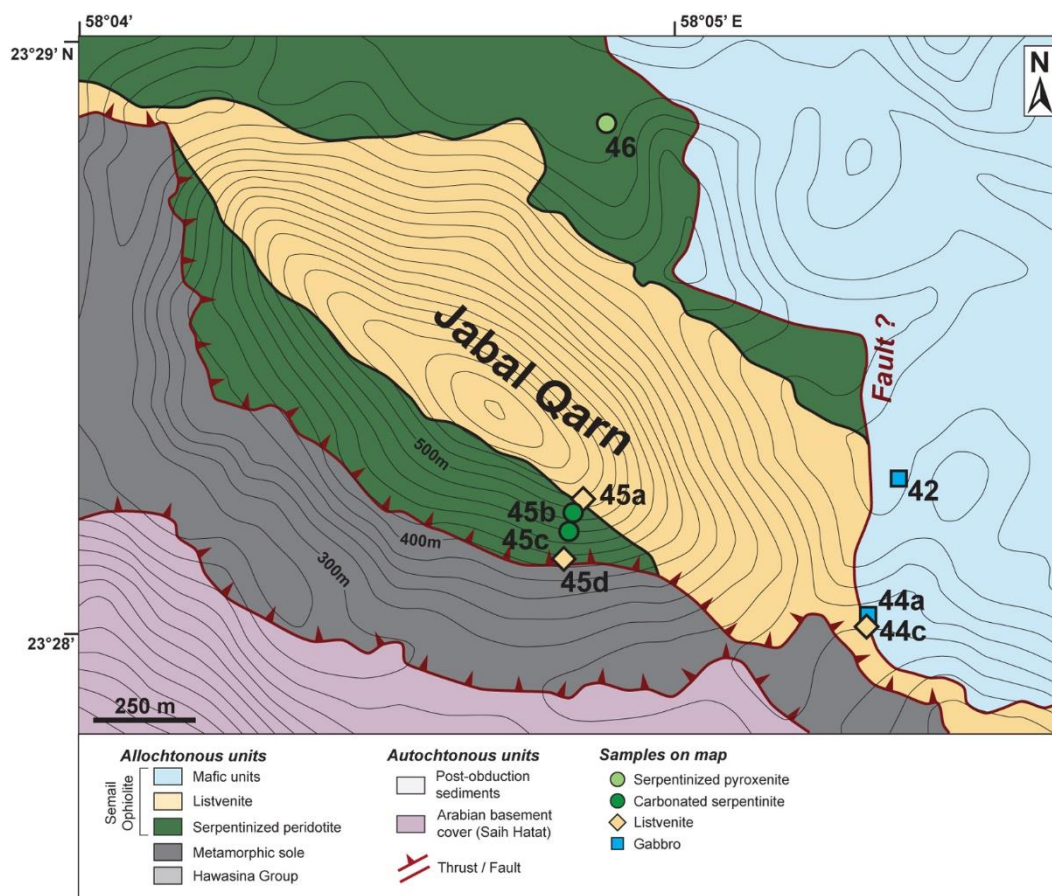 58°04'
58°05' E
23°29' N
N
46
Jabal Qarn
Fault ?
500m
45a
42
45b
45c
400m
45d
300m
44a
44c
23°28'
250 m
Allochtonous units
Semail
Ophiolite
Mafic units
Listvenite
Serpentinized peridotite
Metamorphic sole
Hawasina Group
Autochtonous units
Post-obduction
sediments
Arabian basement
cover (Saih Hatat)
Thrust / Fault
Samples on map
Serpentinized pyroxenite
Carbonated serpentinite
Listvenite
Gabbro